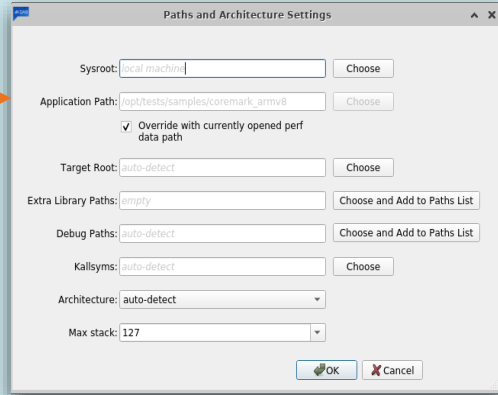 Paths and Architecture Settings
Sysroot: local machine Choose
Application Path: /opt/tests/samples/coremark_armv8 Choose
Override with currently opened perf
data path
Target Root: auto-detect Choose
Extra Library Paths: empty Choose and Add to Paths List
Debug Paths: auto-detect Choose and Add to Paths List
Kallsyms: auto-detect Choose
Architecture: auto-detect
Max stack: 127
OK Cancel